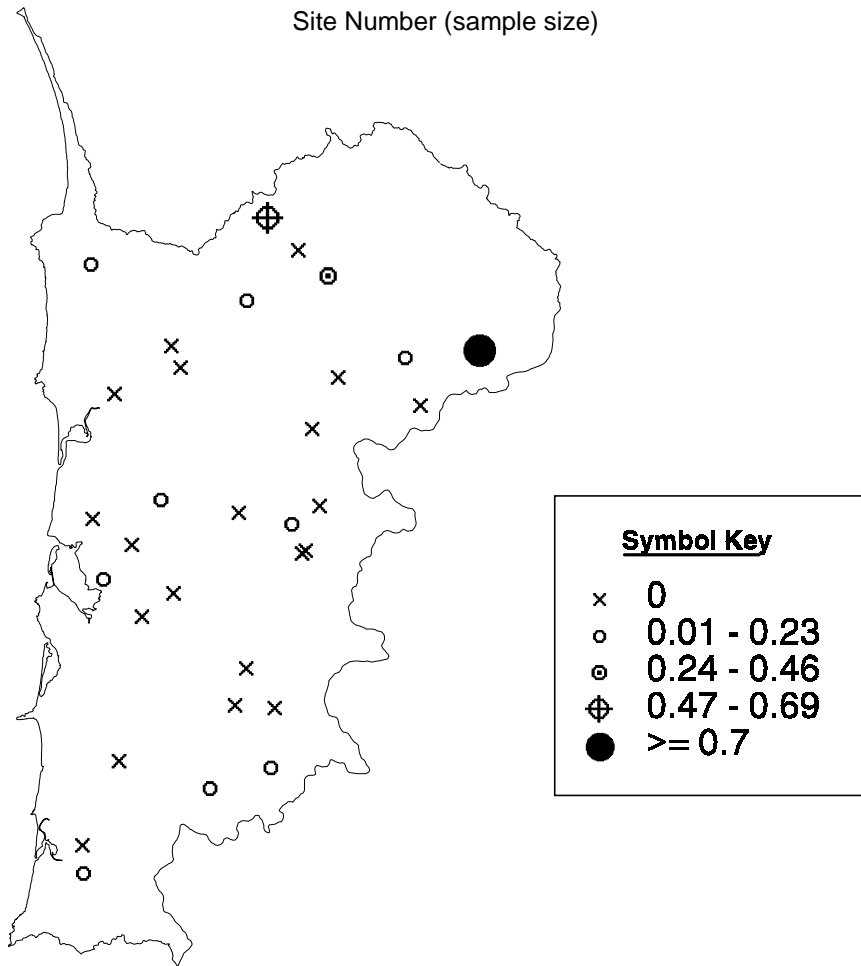 Site Number (sample size)
Symbol Key
0
0.01 - 0.23
0.24 - 0.46
0.47 - 0.69
>= 0.7